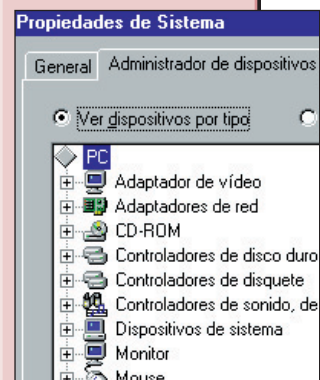 Propiedades de Sistema
General Administrador de dispositivos
Ver dispositivos por tipo
PC
Adaptador de vídeo
Adaptadores de red
CD-ROM
Controladores de disco duro
Controladores de disquete
Controladores de sonido, de
Dispositivos de sistema
Monitor
Mouse